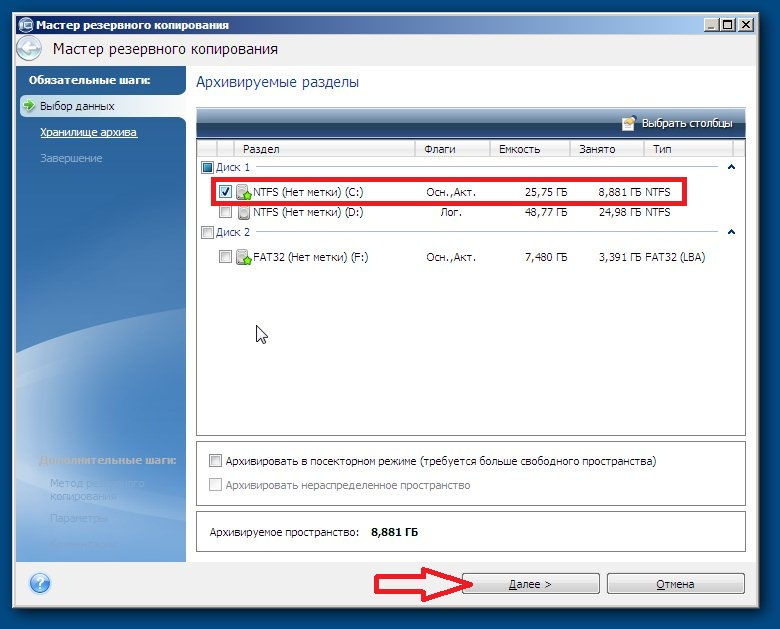 Мастер резервного копирования
Мастер резервного копирования
Обязательные шаги:
Выбор данных
Хранилище архива
Завершение
Дополнительные шаги:
Метод резервного
копирования
Параметры
Комментарии
Архивируемые разделы
Выбрать столбцы
Раздел Флаги Емкость Занято Тип
Диск 1
NTFS (Нет метки) (C:) Осн.,Акт. 25,75 ГБ 8,881 ГБ NTFS
NTFS (Нет метки) (D:) Лог. 48,77 ГБ 24,98 ГБ NTFS
Диск 2
FAT32 (Нет метки) (F:) Осн.,Акт. 7,480 ГБ 3,391 ГБ FAT32 (LBA)
Архивировать в посекторном режиме (требуется больше свободного пространства)
Архивировать нераспределенное пространство
Архивируемое пространство: 8,881 ГБ
?
Далее >
Отмена